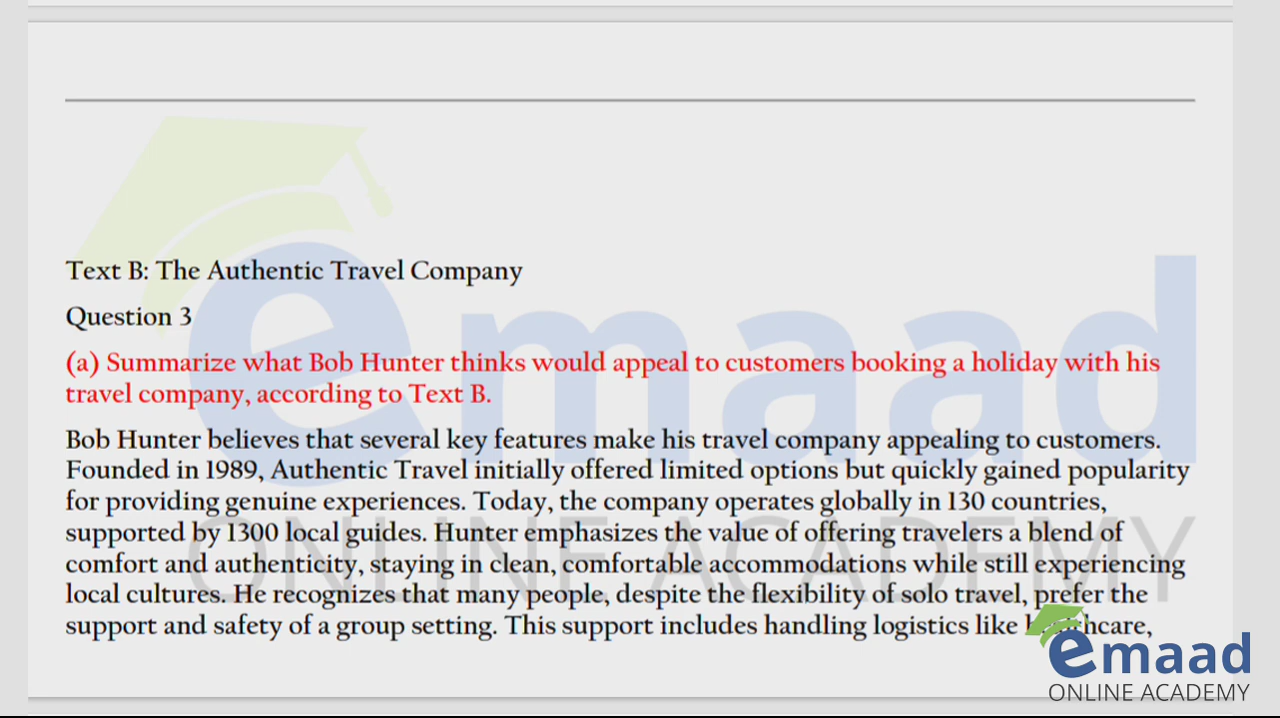 Text B: The Authentic Travel Company
Question 3
(a) Summarize what Bob Hunter thinks would appeal to customers booking a holiday with his
travel company, according to Text B.
Bob Hunter believes that several key features make his travel company appealing to customers.
Founded in 1989, Authentic Travel initially offered limited options but quickly gained popularity
for providing genuine experiences. Today, the company operates globally in 130 countries,
supported by 1300 local guides. Hunter emphasizes the value of offering travelers a blend of
comfort and authenticity, staying in clean, comfortable accommodations while still experiencing
local cultures. He recognizes that many people, despite the flexibility of solo travel, prefer the
support and safety of a group setting. This support includes handling logistics like healthcare,
emaad
ONLINE ACADEMY
emaad
ONLINE ACADEMY